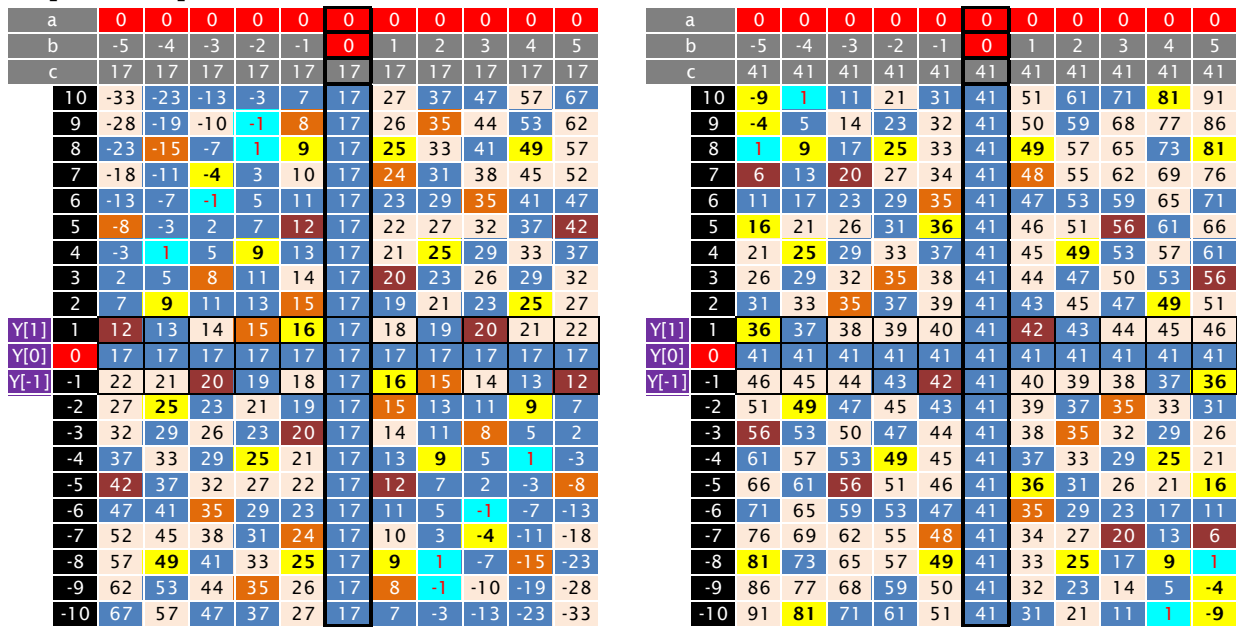 a 0 0 0 0 0 0 0 0 0 0 0 a 0 0 0 0 0 0 0 0 0 0 0
b -5 -4 -3 -2 -1 0 1 2 3 4 5 b -5 -4 -3 -2 -1 0 1 2 3 4 5
c 17 17 17 17 17 17 17 17 17 17 17 c 41 41 41 41 41 41 41 41 41 41 41
10 -33 -23 -13 -3 7 17 27 37 47 57 67 10 -9 1 11 21 31 41 51 61 71 81 91
9 -28 -19 -10 -1 8 17 26 35 44 53 62 9 -4 5 14 23 32 41 50 59 68 77 86
8 -23 -15 -7 1 9 17 25 33 41 49 57 8 1 9 17 25 33 41 49 57 65 73 81
7 -18 -11 -4 3 10 17 24 31 38 45 52 7 6 13 20 27 34 41 48 55 62 69 76
6 -13 -7 -1 5 11 17 23 29 35 41 47 6 11 17 23 29 35 41 47 53 59 65 71
5 -8 -3 2 7 12 17 22 27 32 37 42 5 16 21 26 31 36 41 46 51 56 61 66
4 -3 1 5 9 13 17 21 25 29 33 37 4 21 25 29 33 37 41 45 49 53 57 61
3 2 5 8 11 14 17 20 23 26 29 32 3 26 29 32 35 38 41 44 47 50 53 56
2 7 9 11 13 15 17 19 21 23 25 27 2 31 33 35 37 39 41 43 45 47 49 51
Y[1] 1 12 13 14 15 16 17 18 19 20 21 22 Y[1] 1 36 37 38 39 40 41 42 43 44 45 46
Y[0] 0 17 17 17 17 17 17 17 17 17 17 17 Y[0] 0 41 41 41 41 41 41 41 41 41 41 41
Y[-1] -1 22 21 20 19 18 17 16 15 14 13 12 Y[-1] -1 46 45 44 43 42 41 40 39 38 37 36
-2 27 25 23 21 19 17 15 13 11 9 7 -2 51 49 47 45 43 41 39 37 35 33 31
-3 32 29 26 23 20 17 14 11 8 5 2 -3 56 53 50 47 44 41 38 35 32 29 26
-4 37 33 29 25 21 17 13 9 5 1 -3 -4 61 57 53 49 45 41 37 33 29 25 21
-5 42 37 32 27 22 17 12 7 2 -3 -8 -5 66 61 56 51 46 41 36 31 26 21 16
-6 47 41 35 29 23 17 11 5 -1 -7 -13 -6 71 65 59 53 47 41 35 29 23 17 11
-7 52 45 38 31 24 17 10 3 -4 -11 -18 -7 76 69 62 55 48 41 34 27 20 13 6
-8 57 49 41 33 25 17 9 1 -7 -15 -23 -8 81 73 65 57 49 41 33 25 17 9 1
-9 62 53 44 35 26 17 8 -1 -10 -19 -28 -9 86 77 68 59 50 41 32 23 14 5 -4
-10 67 57 47 37 27 17 7 -3 -13 -23 -33 -10 91 81 71 61 51 41 31 21 11 1 -9